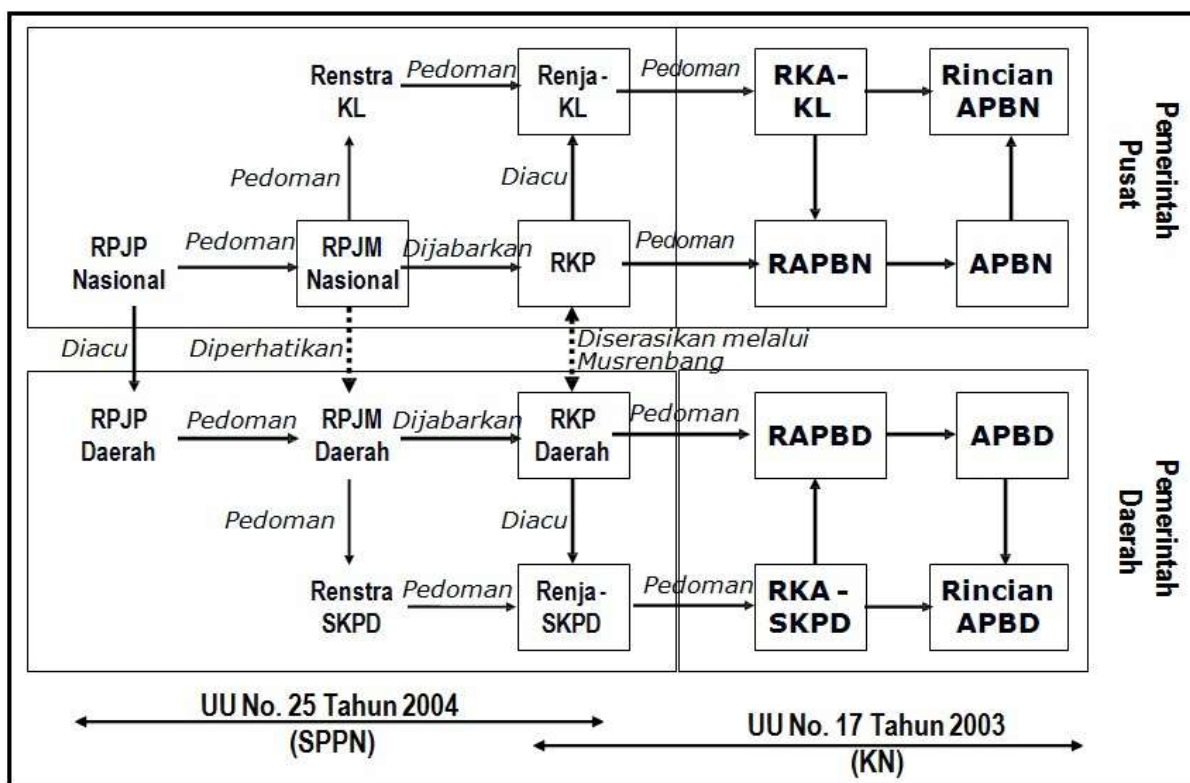 Renstra
KL
Pedoman
Renja -
KL
Pedoman
RKA-
KL
Rincian
APBN
Pemerintah
Pusat
Pedoman
Diacu
RPJP
Nasional
Pedoman
RPJM
Nasional
Dijabarkan
RKP
Pedoman
RAPBN
APBN
Diacu
Diperhatikan
Diserasikan melalui
Musrenbang
RPJP
Daerah
Pedoman
RPJM
Daerah
Dijabarkan
RKP
Daerah
Pedoman
RAPBD
APBD
Pemerintah
Daerah
Pedoman
Diacu
Renstra
SKPD
Pedoman
Renja-
SKPD
Pedoman
RKA -
SKPD
Rincian
APBD
UU No. 25 Tahun 2004
(SPPN)
UU No. 17 Tahun 2003
(KN)